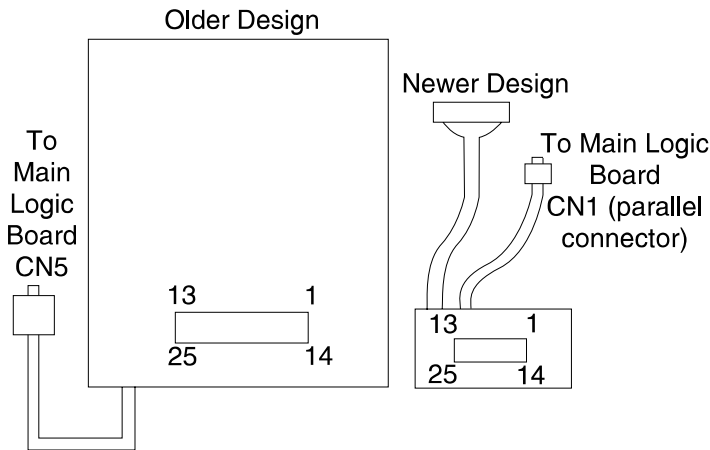 Older Design
To
Main
Logic
Board
CN5
13 1
25 14
Newer Design
To Main Logic
Board
CN1 (parallel
connector)
13 1
25 14